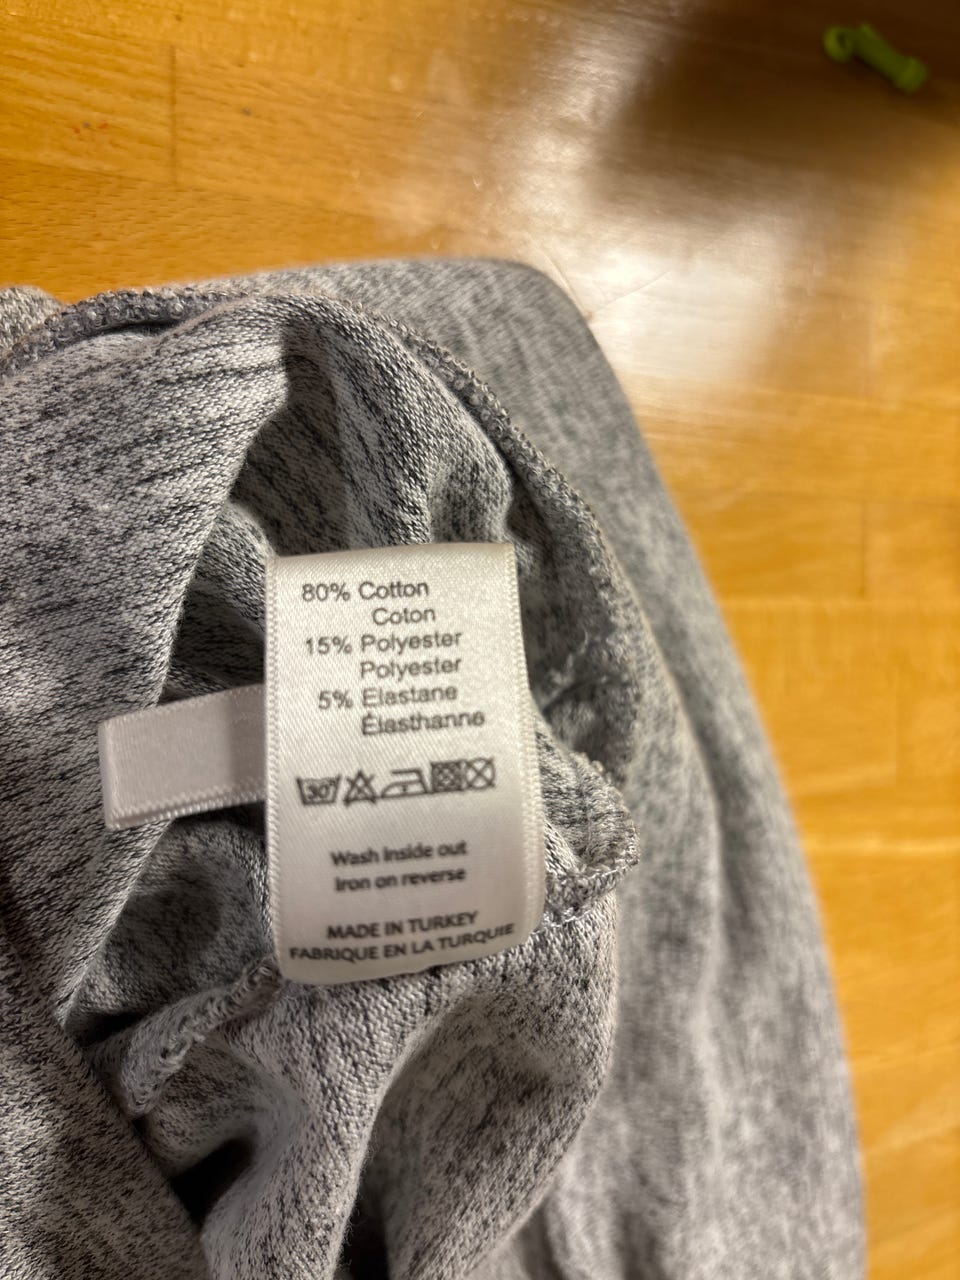 80% Cotton
Coton
15% Polyester
Polyester
5% Elastane
Élasthanne
30°
Wash inside out
Iron on reverse
MADE IN TURKEY
FABRIQUE EN LA TURQUIE